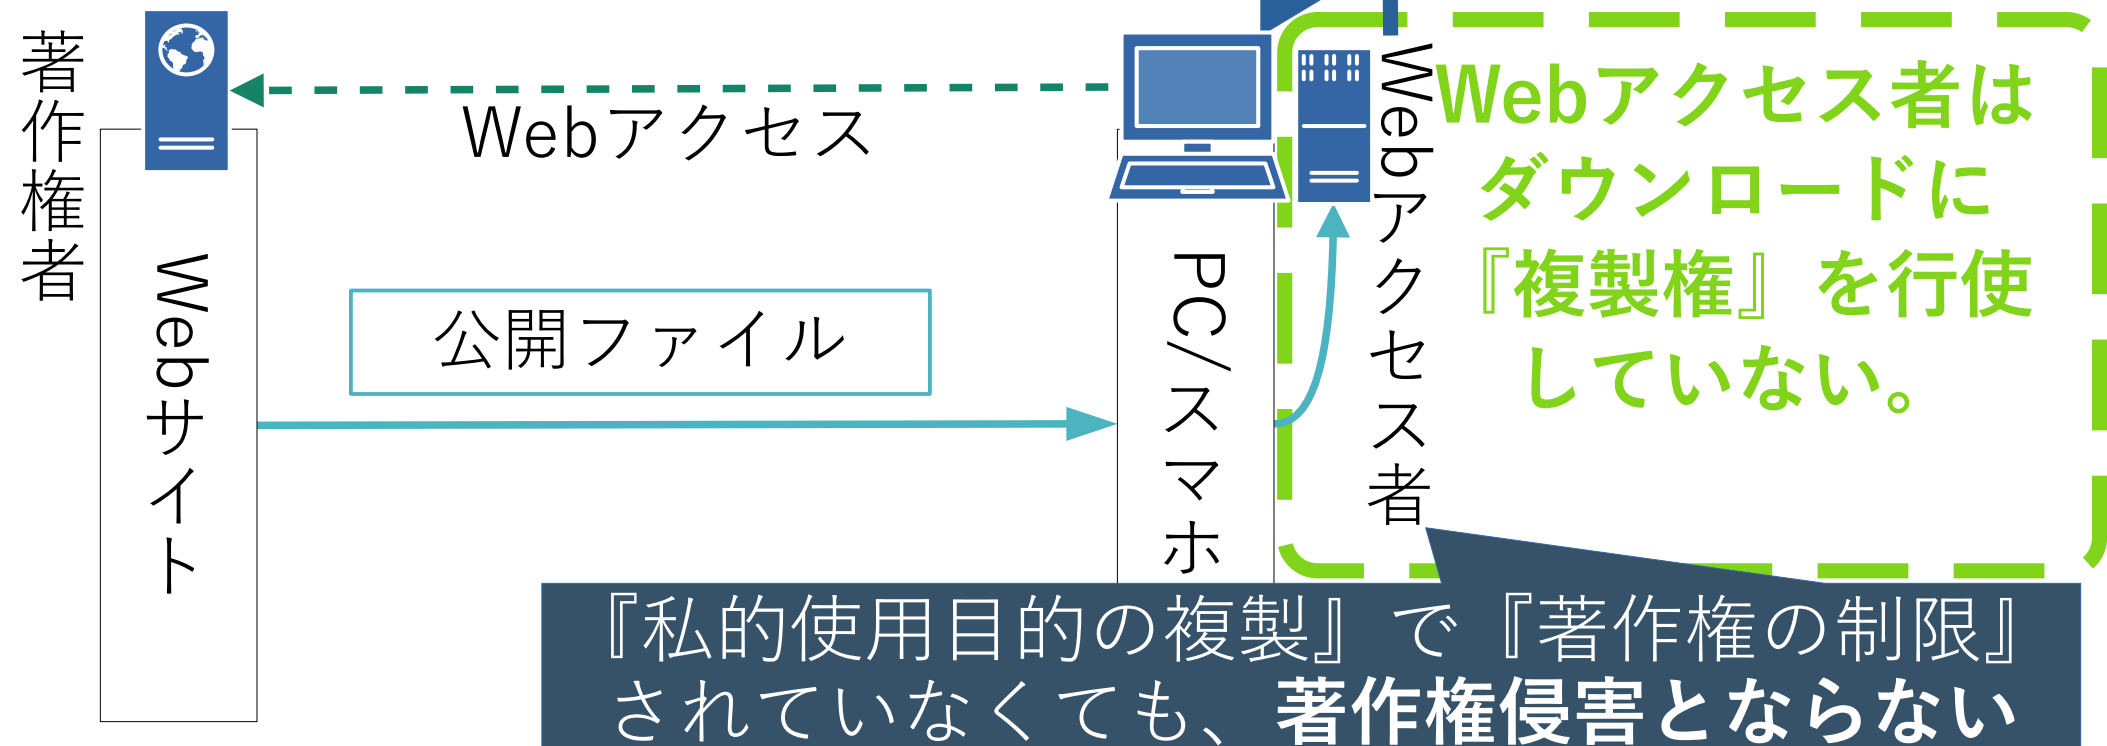 著作権者
Webサイト
Webアクセス
公開ファイル
PC/スマホ
Webアクセス者
Webアクセス者は
ダウンロードに
『複製権』を行使
していない。
『私的使用目的の複製』で『著作権の制限』
されていなくても、著作権侵害とならない